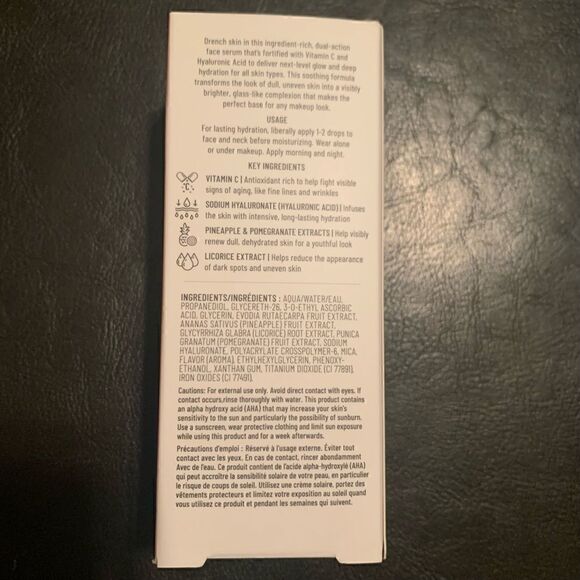 Drench skin in this ingredient-rich, dual-action
face serum that's fortified with Vitamin C and
Hyaluronic Acid to deliver next-level glow and deep
hydration for all skin types. This soothing formula
transforms the look of dull, uneven skin into a visibly
brighter, glass-like complexion that makes the
perfect base for any makeup look.
USAGE
For lasting hydration, liberally apply 1-2 drops to
face and neck before moisturizing. Wear alone
or under makeup. Apply morning and night.
KEY INGREDIENTS
°C
VITAMIN C | Antioxidant rich to help fight visible
signs of aging, like fine lines and wrinkles
SODIUM HYALURONATE (HYALURONIC ACID) | Infuses
the skin with intensive, long-lasting hydration
PINEAPPLE & POMEGRANATE EXTRACTS | Help visibly
renew dull, dehydrated skin for a youthful look
LICORICE EXTRACT | Helps reduce the appearance
of dark spots and uneven skin
INGREDIENTS/INGRÉDIENTS : AQUA/WATER/EAU,
PROPANEDIOL, GLYCERETH-26, 3-O-ETHYL ASCORBIC
ACID, GLYCERIN, EVODIA RUTAECARPA FRUIT EXTRACT,
ANANAS SATIVUS (PINEAPPLE) FRUIT EXTRACT,
GLYCYRRHIZA GLABRA (LICORICE) ROOT EXTRACT, PUNICA
GRANATUM (POMEGRANATE) FRUIT EXTRACT, SODIUM
HYALURONATE, POLYACRYLATE CROSSPOLYMER-6, MICA,
FLAVOR (AROMA), ETHYLHEXYLGLYCERIN, PHENOXY-
ETHANOL, XANTHAN GUM, TITANIUM DIOXIDE (CI 77891),
IRON OXIDES (CI 77491).
Cautions: For external use only. Avoid direct contact with eyes. If
contact occurs,rinse thoroughly with water. This product contains
an alpha hydroxy acid (AHA) that may increase your skin's
sensitivity to the sun and particularly the possibility of sunburn.
Use a sunscreen, wear protective clothing and limit sun exposure
while using this product and for a week afterwards.
Précautions d'emploi : Réservé à l'usage externe. Éviter tout
contact avec les yeux. En cas de contact, rincer abondamment
Avec de l'eau. Ce produit contient de l'acide alpha-hydroxylé (AHA)
qui peut accroître la sensibilité solaire de votre peau, en particulier
le risque de coups de soleil. Utilisez une crème solaire, portez des
vêtements protecteurs et limitez votre exposition au soleil quand
vous utilisez ce produit et pendant les semaines qui suivent.